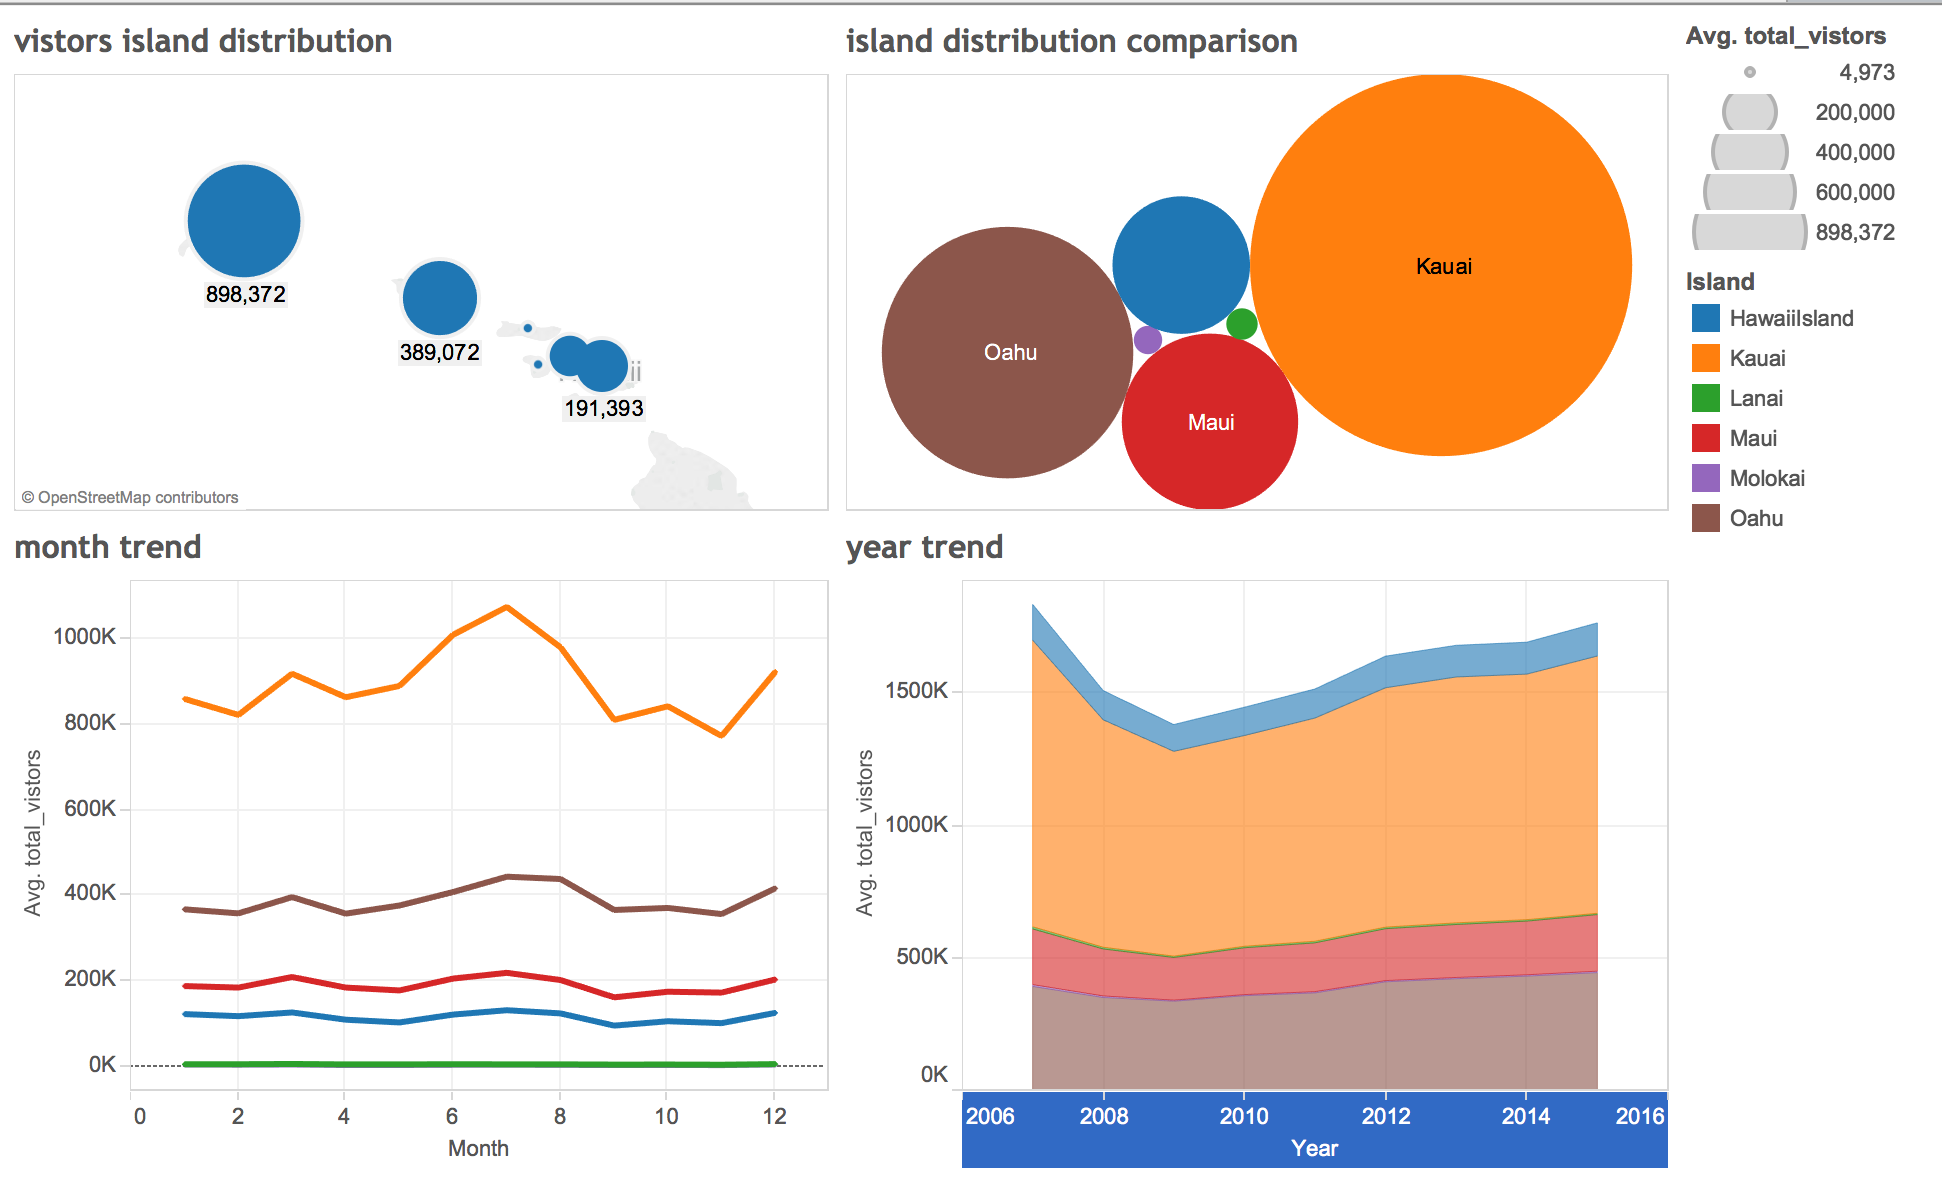 vistors island distribution
898,372
389,072
ii
191,393
© OpenStreetMap contributors
island distribution comparison
Kauai
Oahu
Maui
Avg. total_vistors
4,973
200,000
400,000
600,000
898,372
Island
HawaiiIsland
Kauai
Lanai
Maui
Molokai
Oahu
month trend
Avg. total_vistors
1000K
800K
600K
400K
200K
0K
0 2 4 6 8 10 12
Month
year trend
Avg. total_vistors
1500K
1000K
500K
0K
2006 2008 2010 2012 2014 2016
Year